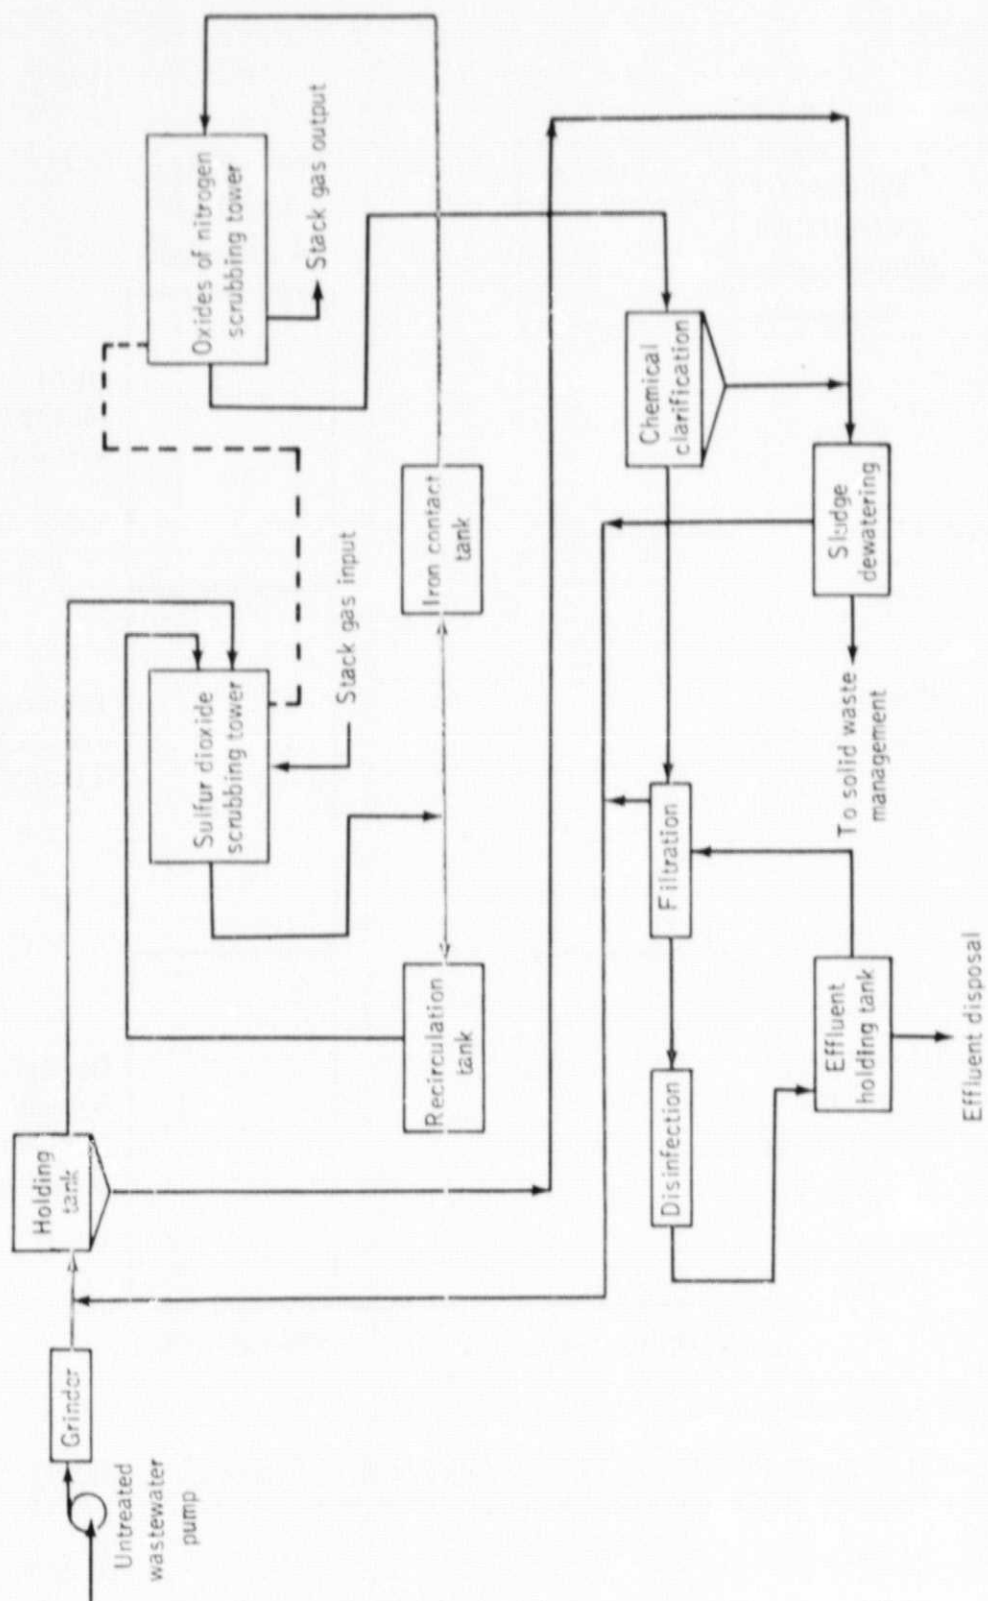 Untreated
wastewater
pump
Grinder
Holding
tank
Recirculation
tank
Sulfur dioxide
scrubbing tower
Stack gas input
Iron contact
tank
Oxides of nitrogen
scrubbing tower
Stack gas output
Chemical
clarification
Sludge
dewatering
To solid waste
management
Filtration
Disinfection
Effluent
holding tank
Effluent disposal